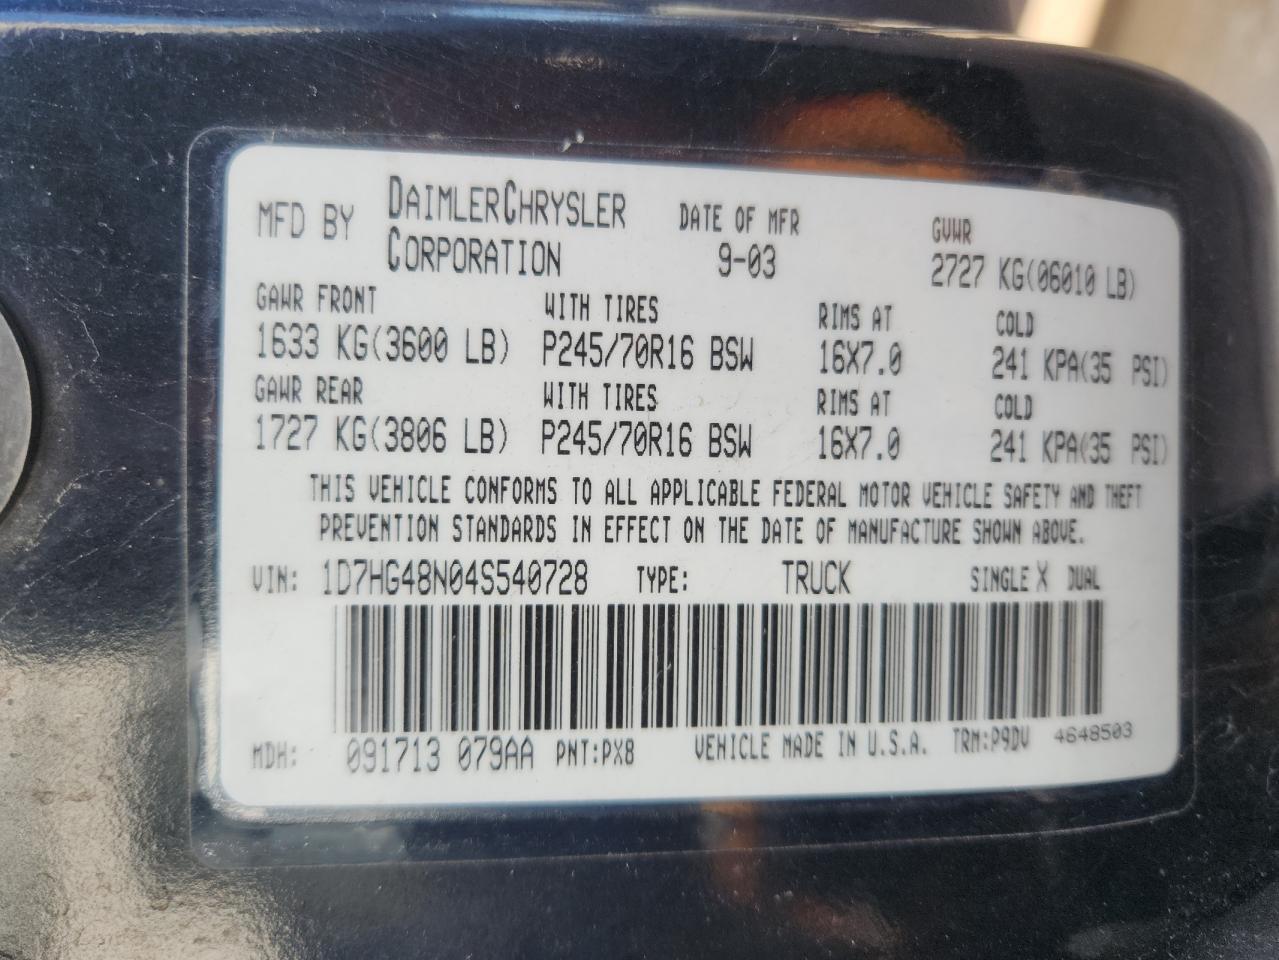 MFD BY DAIMLERCHRYSLER CORPORATION DATE OF MFR 9-03 GVWR 2727 KG(06010 LB)
GAWR FRONT WITH TIRES RIMS AT COLD
1633 KG(3600 LB) P245/70R16 BSW 16X7.0 241 KPA(35 PSI)
GAWR REAR WITH TIRES RIMS AT COLD
1727 KG(3806 LB) P245/70R16 BSW 16X7.0 241 KPA(35 PSI)
THIS VEHICLE CONFORMS TO ALL APPLICABLE FEDERAL MOTOR VEHICLE SAFETY AND THEFT
PREVENTION STANDARDS IN EFFECT ON THE DATE OF MANUFACTURE SHOWN ABOVE.
VIN: 1D7HG48N04S540728 TYPE: TRUCK SINGLE X DUAL
MDH: 091713 079AA PNT:PX8 VEHICLE MADE IN U.S.A. TRM:P9DV 4648503